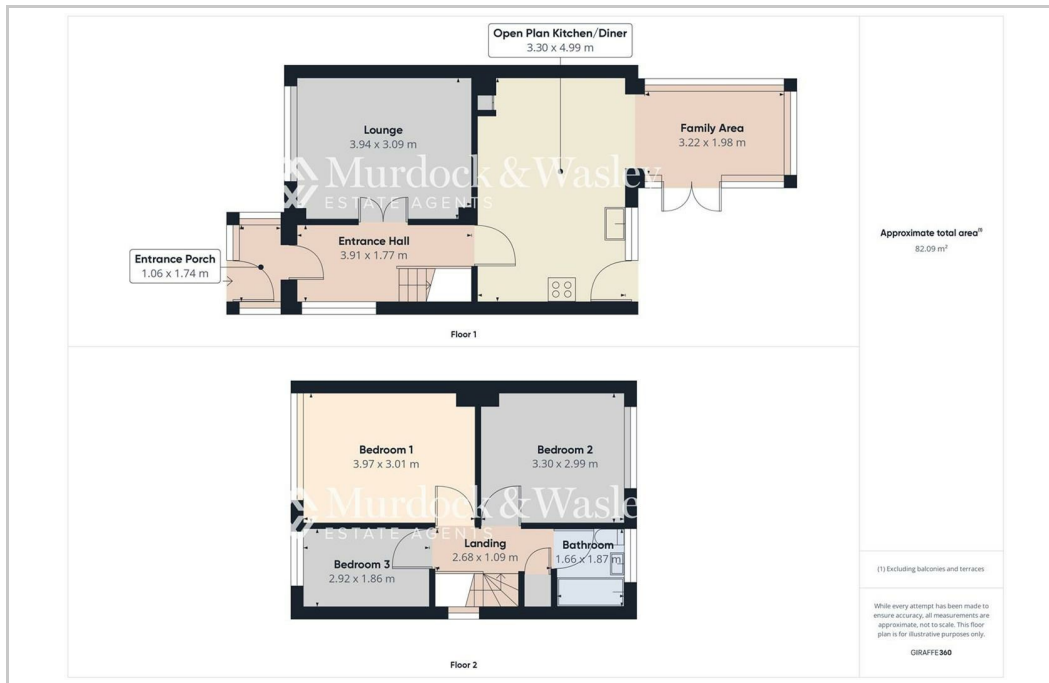 Open Plan Kitchen/Diner
3.30 x 4.99 m
Lounge
3.94 x 3.09 m
Family Area
3.22 x 1.98 m
Murdock & Wasley
ESTATE AGENTS
Entrance Hall
3.91 x 1.77 m
Entrance Porch
1.06 x 1.74 m
Floor 1
Approximate total area(1)
82.09 m²
Bedroom 1
3.97 x 3.01 m
Bedroom 2
3.30 x 2.99 m
Murdock & Wasley
ESTATE AGENTS
Landing
2.68 x 1.09 m
Bathroom
1.66 x 1.87 m
Bedroom 3
2.92 x 1.86 m
Floor 2
(1) Excluding balconies and terraces
While every attempt has been made to
ensure accuracy, all measurements are
approximate, not to scale. This floor
plan is for illustrative purposes only.
GIRAFFE360